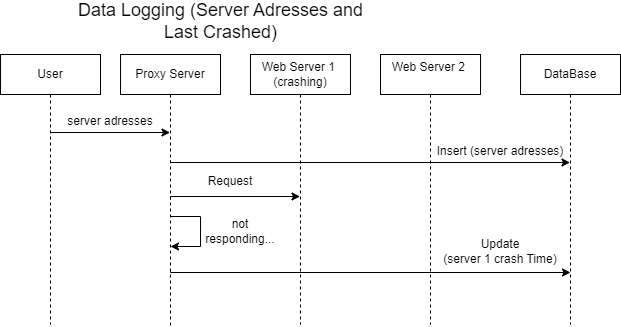 Data Logging (Server Adresses and
Last Crashed)
User
Proxy Server
Web Server 1
(crashing)
Web Server 2
DataBase
server adresses
Insert (server adresses)
Request
not
responding...
Update
(server 1 crash Time)